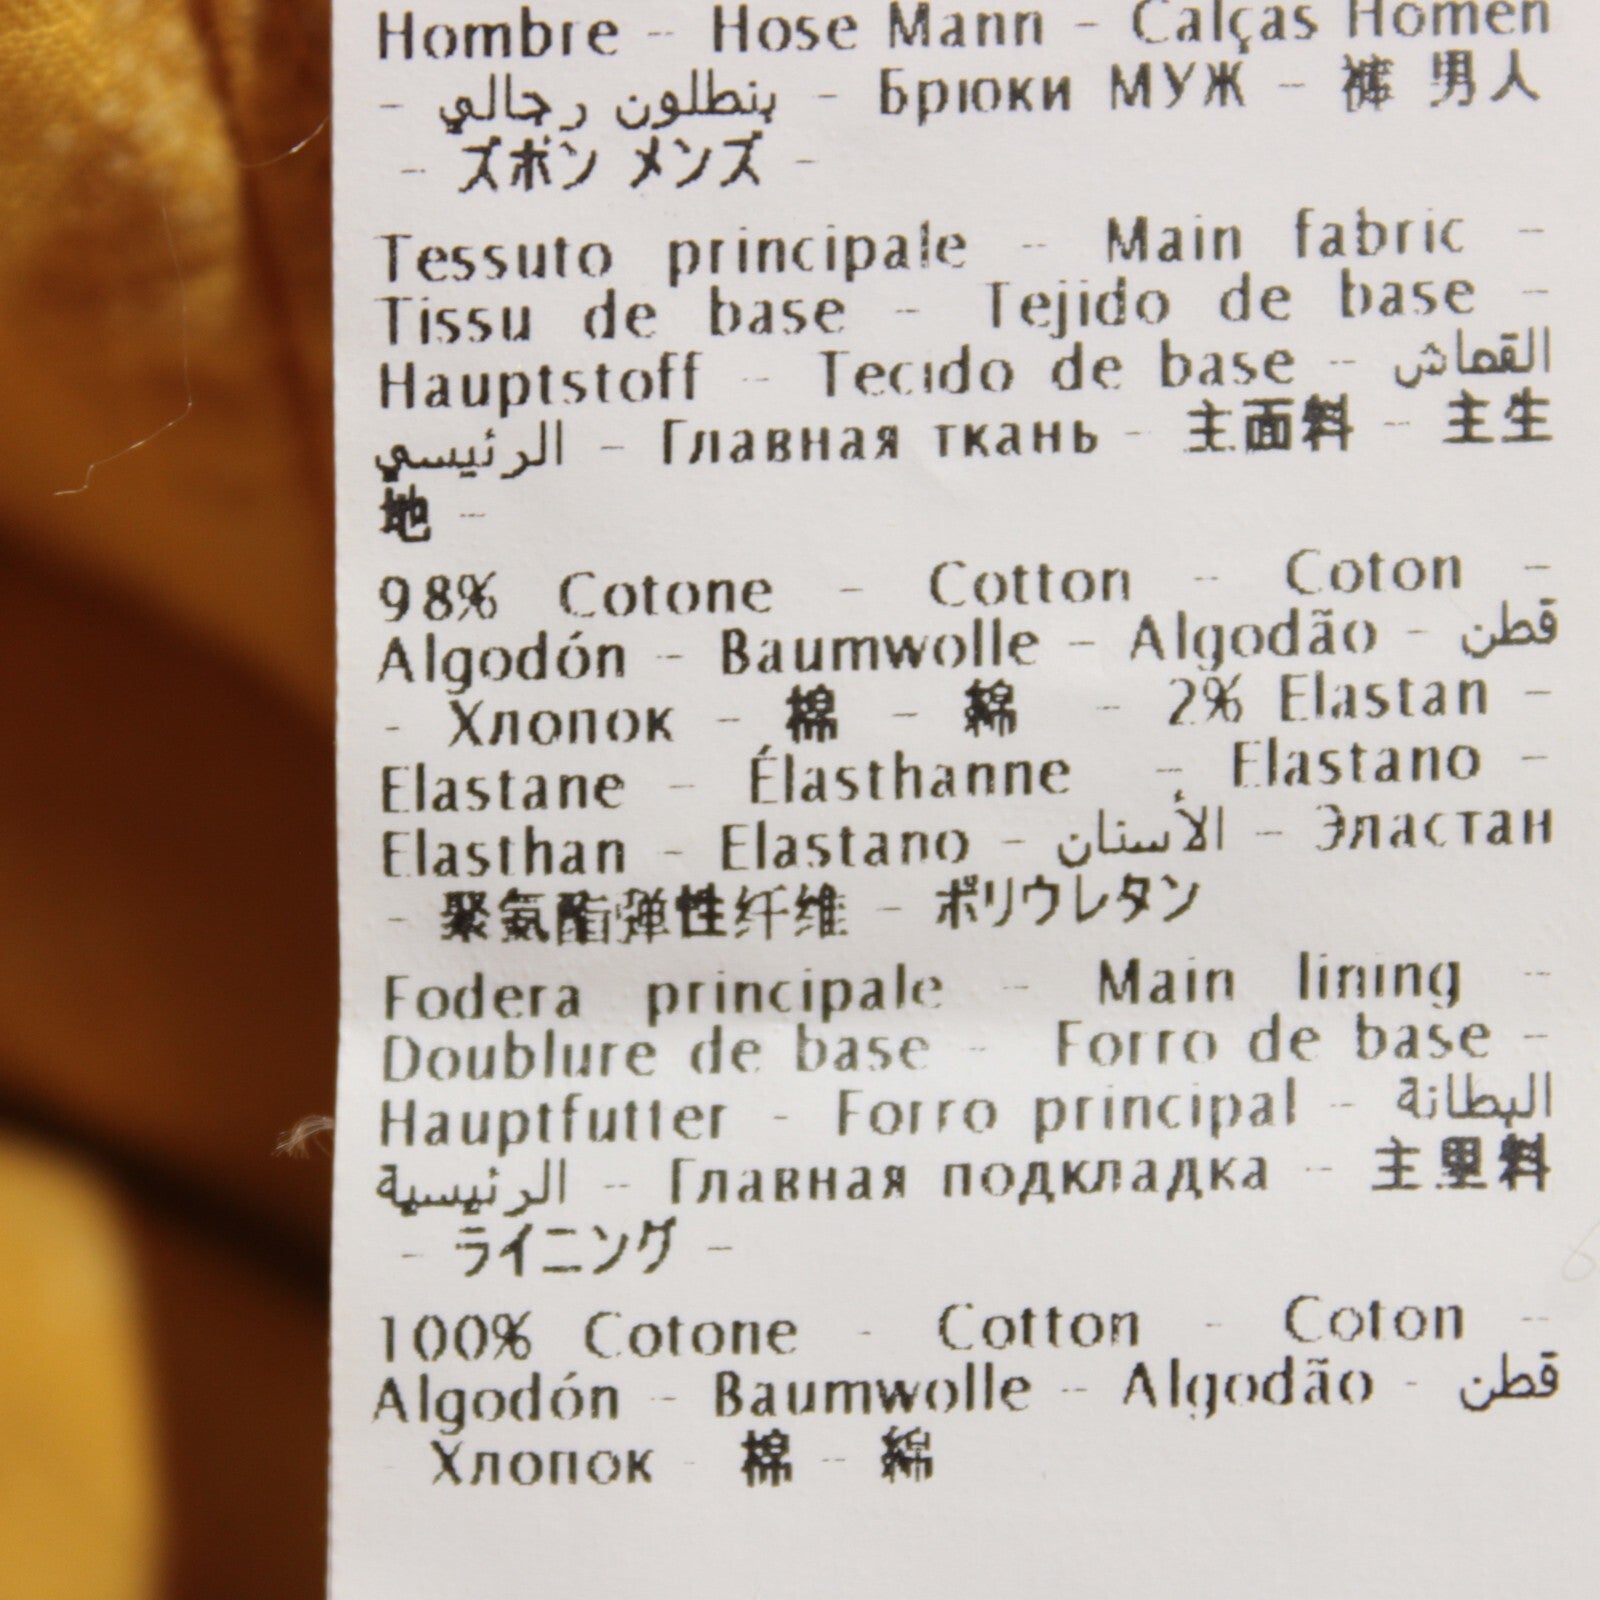 Hombre - Hose Mann - Calças Homen
- بنطلون رجالي - Брюки МУЖ - 裤 男人
- ズボン メンズ -
Tessuto principale - Main fabric -
Tissu de base - Tejido de base -
Hauptstoff - Tecido de base - القماش
الرئيسي - Главная ткань - 主面料 - 主生
地 -
98% Cotone - Cotton - Coton -
Algodón - Baumwolle - Algodão - قطن
- Хлопок - 棉 - 綿 - 2% Elastan -
Elastane - Élasthanne - Elastano -
Elasthan - Elastano - الأستان - Эластан
- 聚氨酯弹性纤维 - ポリウレタン
Fodera principale - Main lining -
Doublure de base - Forro de base -
Hauptfutter - Forro principal - البطانة
الرئيسية - Главная подкладка - 主里料
- ライニング -
100% Cotone - Cotton - Coton -
Algodón - Baumwolle - Algodão - قطن
- Хлопок - 棉 - 綿